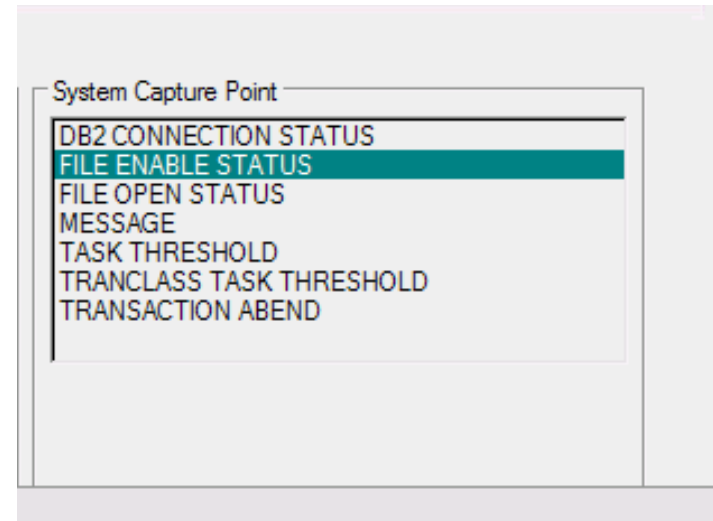 System Capture Point
DB2 CONNECTION STATUS
FILE ENABLE STATUS
FILE OPEN STATUS
MESSAGE
TASK THRESHOLD
TRANCLASS TASK THRESHOLD
TRANSACTION ABEND